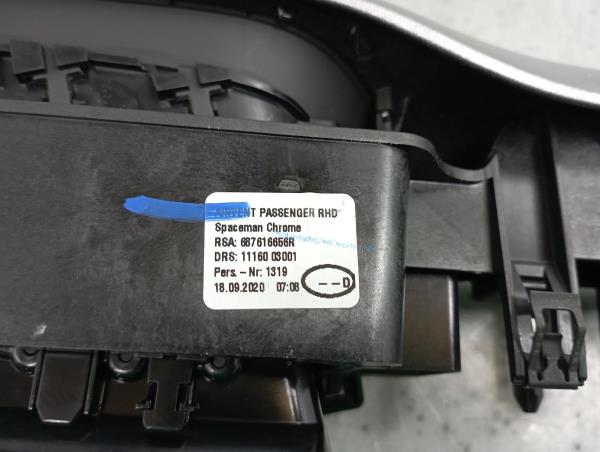 PASSENGER RHD
Spaceman Chrome
RSA: 687616656R
DRS: 11160 03001
Pers. - Nr: 1319
18.09.2020 07:08 --D